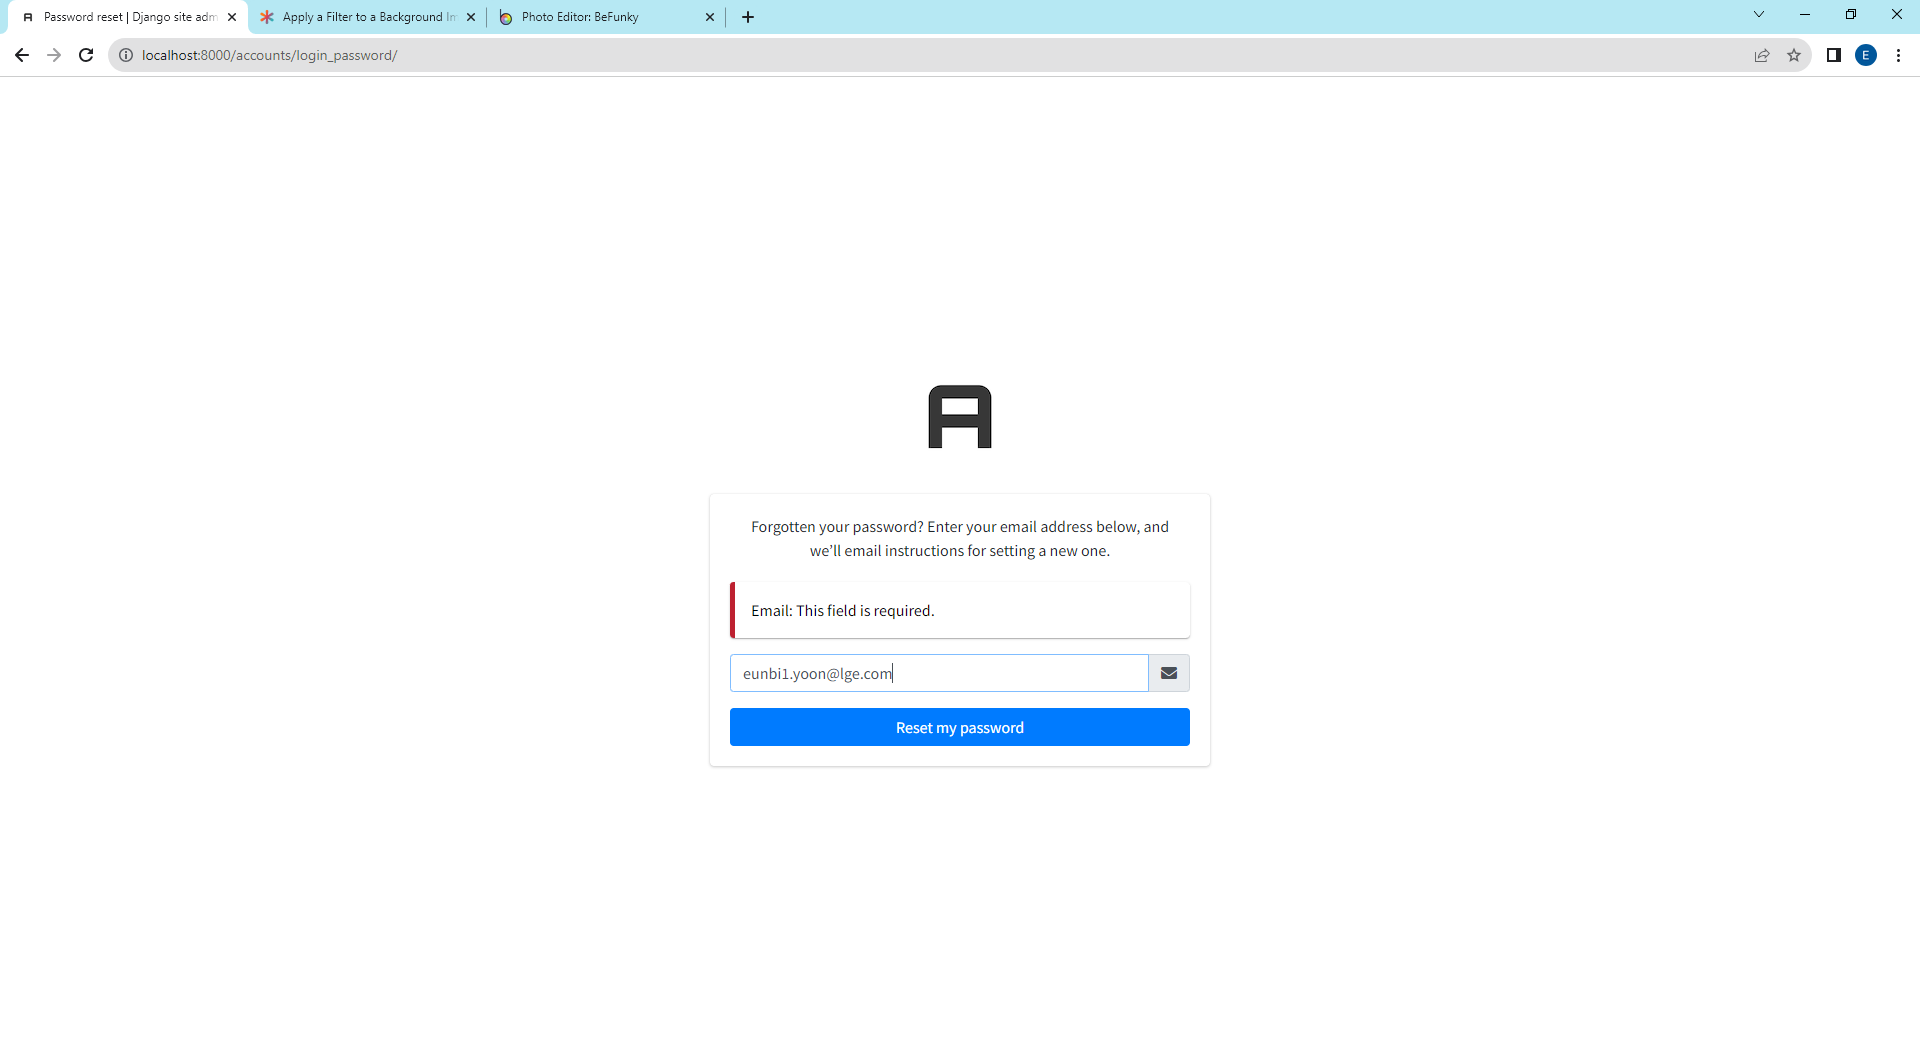 Password reset | Django site adm
Apply a Filter to a Background Im
Photo Editor: BeFunky
localhost:8000/accounts/login_password/
E
A
Forgotten your password? Enter your email address below, and
we’ll email instructions for setting a new one.
Email: This field is required.
eunbi1.yoon@lge.com
Reset my password